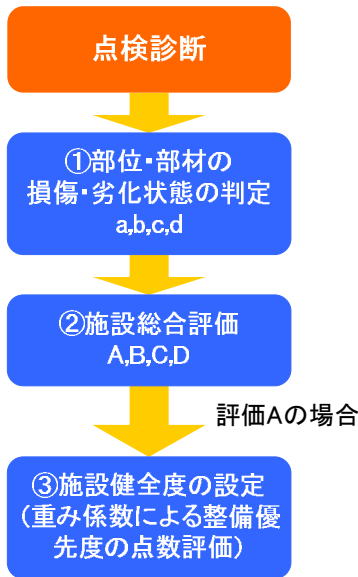 点検診断
①部位・部材の
損傷・劣化状態の判定
a,b,c,d
②施設総合評価
A,B,C,D
評価Aの場合
③施設健全度の設定
（重み係数による整備優
先度の点数評価）